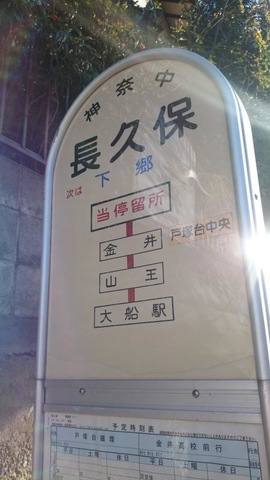 神奈中
長久保
次は 下郷
当停留所
金井
戸塚台中央
山王
大船駅
予定時刻表
戸塚台循環 金井高校前行
平日 土曜 休日 平日 土曜 休日